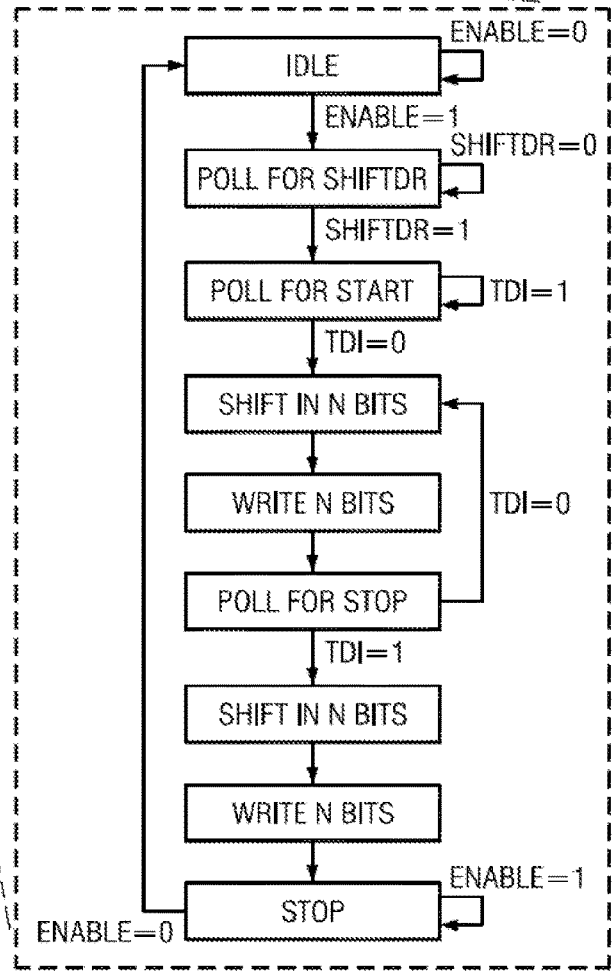 ENABLE=0
IDLE
ENABLE=1
SHIFTDR=0
POLL FOR SHIFTDR
SHIFTDR=1
POLL FOR START
TDI=1
TDI=0
SHIFT IN N BITS
WRITE N BITS
TDI=0
POLL FOR STOP
TDI=1
SHIFT IN N BITS
WRITE N BITS
ENABLE=1
STOP
ENABLE=0